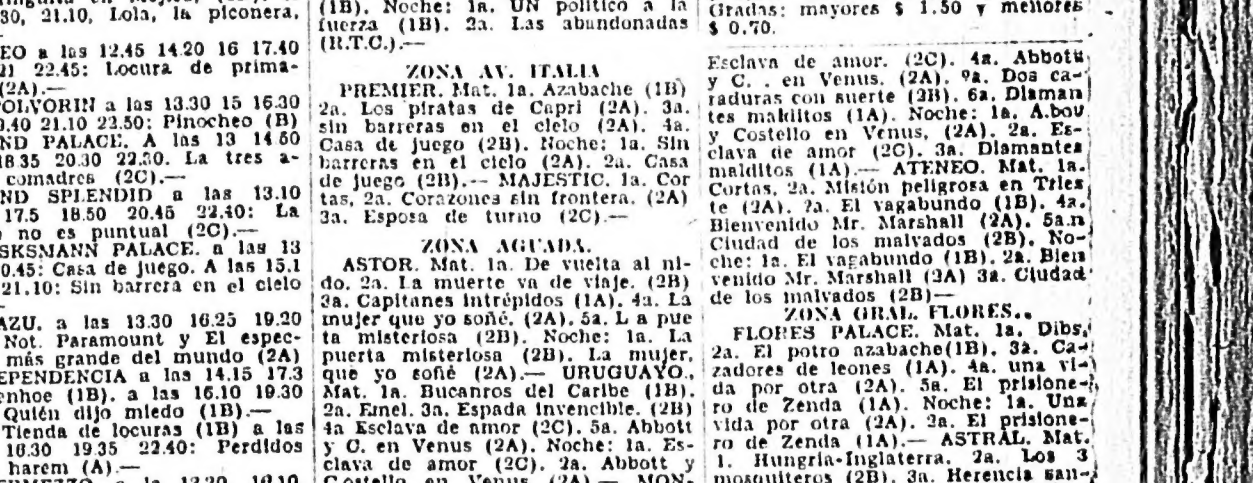 30, 21.10, Lola, la piconera,
EO a las 12.45 14.20 16 17.40
21 22.45: Locura de prima-
(2A).—
OLVORIN a las 13.30 15 16.30
9.40 21.10 22.50: Pinocheo (B)
ND PALACE. A las 13 14.50
18 35 20.30 22.30. La tres a-
comadres (2C).—
ND SPLENDID a las 13.10
17.5 18.50 20.45 22.40: La
no es puntual (2C).—
SKSMANN PALACE. a las 13
0.45: Casa de juego. A las 15.1
21.10: Sin barrera en el cielo
AZU. a las 13.30 16.25 19.20
Not. Paramount y El espec-
más grande del mundo (2A)
EPENDENCIA a las 14.15 17.3
enhoe (1B). a las 16.10 19.30
Quién dijo miedo (1B).—
Tienda de locuras (1B) a las
16.30 19.35 22.40: Perdidos
harem (A).—
(1B). Noche: 1a. UN político a la
fuerza (1B). 2a. Las abandonadas
(R.T.C.).—
ZONA AV. ITALIA
PREMIER. Mat. 1a. Azabache (1B)
2a. Los piratas de Capri (2A). 3a.
sin barreras en el cielo (2A). 4a.
Casa de juego (2B). Noche: 1a. Sin
barreras en el cielo (2A). 2a. Casa
de juego (2B).-- MAJESTIC. 1a. Cor
tas, 2a. Corazones sin frontera. (2A)
3a. Esposa de turno (2C).—
ZONA AGUADA.
ASTOR. Mat. 1a. De vuelta al ni-
do. 2a. La muerte va de viaje. (2B)
3a. Capitanes intrépidos (1A). 4a. La
mujer que yo soñé. (2A). 5a. L a pue
ta misteriosa (2B). Noche: 1a. La
puerta misteriosa (2B). La mujer,
que yo soñé (2A).— URUGUAYO.,
Mat. 1a. Bucanros del Caribe (1B).
2a. Emel. 3a. Espada invencible. (2B)
4a Esclava de amor (2C). 5a. Abbott
y C. en Venus (2A). Noche: 1a. Es-
clava de amor (2C). 2a. Abbott y
Costello en Venus (2A).— MON-
Gradas: mayores $ 1.50 y menores
$ 0.70.
Esclava de amor. (2C). 4a. Abbott
y C. . en Venus. (2A). Dos ca-
raduras con suerte (2B). 6a. Diaman
tes malditos (1A). Noche: 1a. A.bou
y Costello en Venus, (2A). 2a. Es-
clava de amor (2C). 3a. Diamantes
malditos (1A).— ATENEO. Mat. 1a.
Cortas. 2a. Misión peligrosa en Tries
te (2A). El vagabundo (1B). 4a.
Bienvenido Mr. Marshall (2A). 5a.n
Ciudad de los malvados (2B). No-
che: 1a. El vagabundo (1B). 2a. Bien
venido Mr. Marshall (2A) 3a. Ciudad
de los malvados (2B)—
ZONA GRAL. FLORES..
FLORES PALACE. Mat. 1a. Dibs,
2a. El potro azabache(1B). 3a. Ca-
zadores de leones (1A). 4a. una vi-
da por otra (2A). 5a. El prisione-
ro de Zenda (1A). Noche: 1a. Una
vida por otra (2A). 2a. El prisione-
ro de Zenda (1A).— ASTRAL. Mat.
1. Hungría-Inglaterra. 2a. Los 3
mosquiteros (2B). 3a. Herencia san-